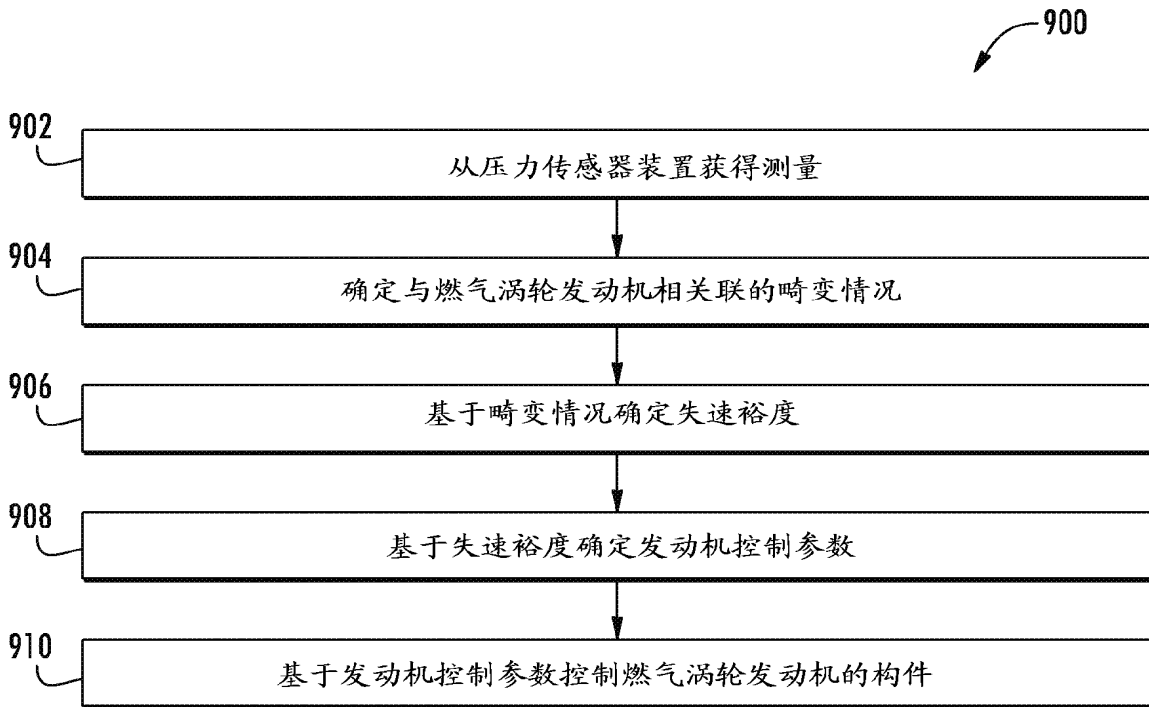 900
902
从压力传感器装置获得测量
904
确定与燃气涡轮发动机相关联的畸变情况
906
基于畸变情况确定失速裕度
908
基于失速裕度确定发动机控制参数
910
基于发动机控制参数控制燃气涡轮发动机的构件